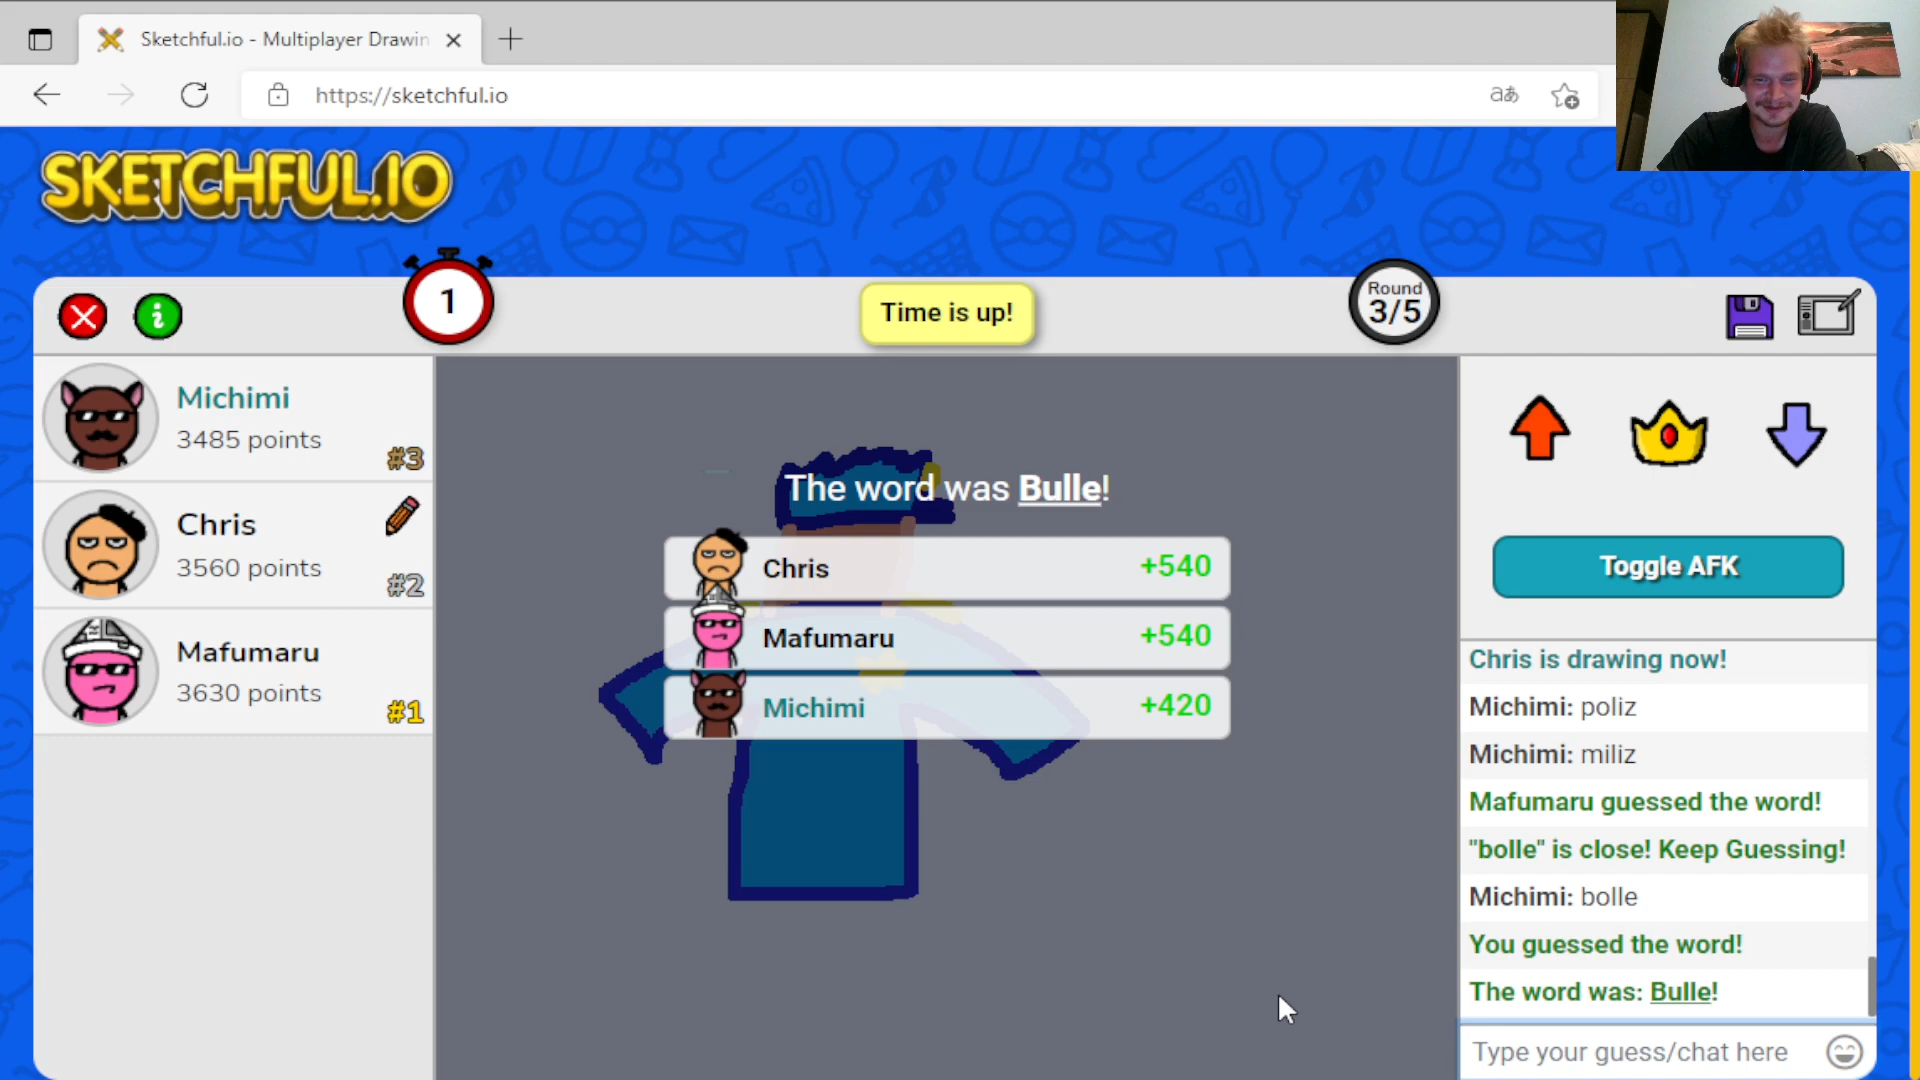 Sketchful.io - Multiplayer Drawin
https://sketchful.io
aあ
SKETCHFUL.IO
1
Time is up!
Round
3/5
Michimi
3485 points
#3
Chris
3560 points
#2
Mafumaru
3630 points
#1
The word was Bulle!
Chris +540
Mafumaru +540
Michimi +420
Toggle AFK
Chris is drawing now!
Michimi: poliz
Michimi: miliz
Mafumaru guessed the word!
"bolle" is close! Keep Guessing!
Michimi: bolle
You guessed the word!
The word was: Bulle!
Type your guess/chat here